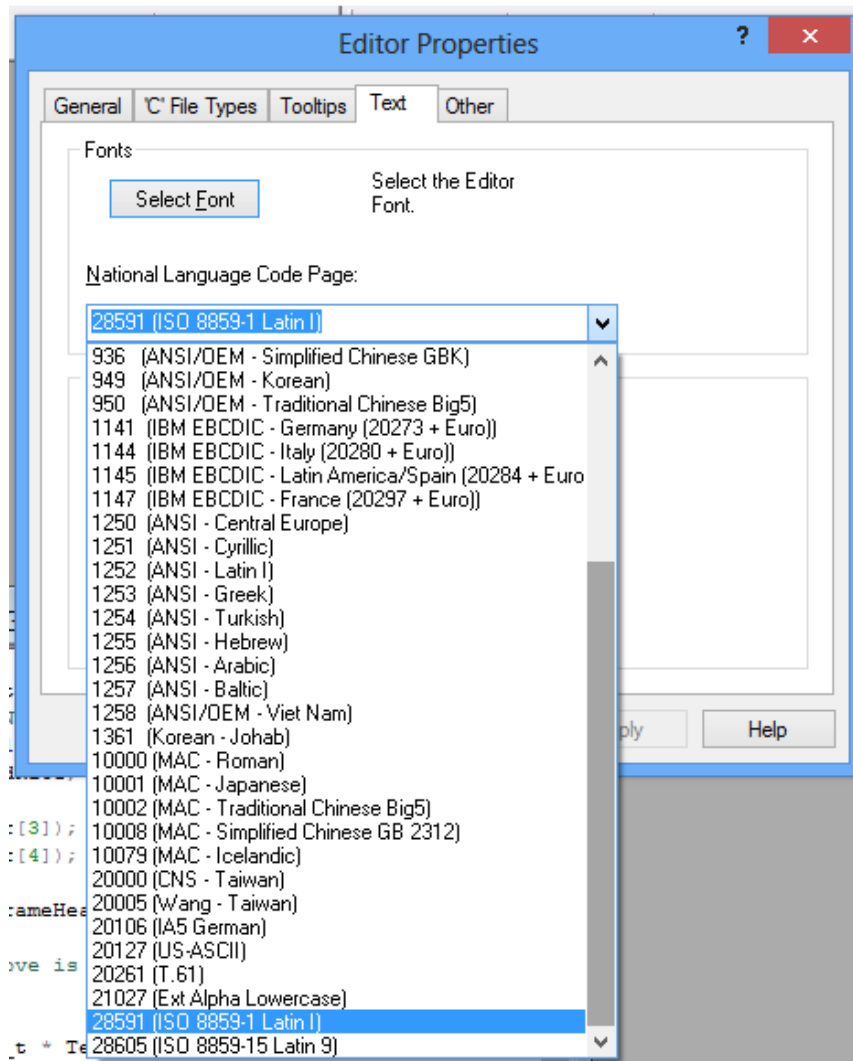 Editor Properties
?
General 'C' File Types Tooltips Text Other
Fonts
Select Font
Select the Editor
Font.
National Language Code Page:
28591 (ISO 8859-1 Latin I)
936 (ANSI/OEM - Simplified Chinese GBK)
949 (ANSI/OEM - Korean)
950 (ANSI/OEM - Traditional Chinese Big5)
1141 (IBM EBCDIC - Germany (20273 + Euro))
1144 (IBM EBCDIC - Italy (20280 + Euro))
1145 (IBM EBCDIC - Latin America/Spain (20284 + Euro
1147 (IBM EBCDIC - France (20297 + Euro))
1250 (ANSI - Central Europe)
1251 (ANSI - Cyrillic)
1252 (ANSI - Latin I)
1253 (ANSI - Greek)
1254 (ANSI - Turkish)
1255 (ANSI - Hebrew)
1256 (ANSI - Arabic)
1257 (ANSI - Baltic)
1258 (ANSI/OEM - Viet Nam)
1361 (Korean - Johab)
ply
Help
10000 (MAC - Roman)
10001 (MAC - Japanese)
10002 (MAC - Traditional Chinese Big5)
[3]);
10008 (MAC - Simplified Chinese GB 2312)
[4]);
10079 (MAC - Icelandic)
20000 (CNS - Taiwan)
rameHea
20005 (Wang - Taiwan)
20106 (IA5 German)
20127 (US-ASCII)
ove is
20261 (T.61)
21027 (Ext Alpha Lowercase)
28591 (ISO 8859-1 Latin I)
_t * Te
28605 (ISO 8859-15 Latin 9)